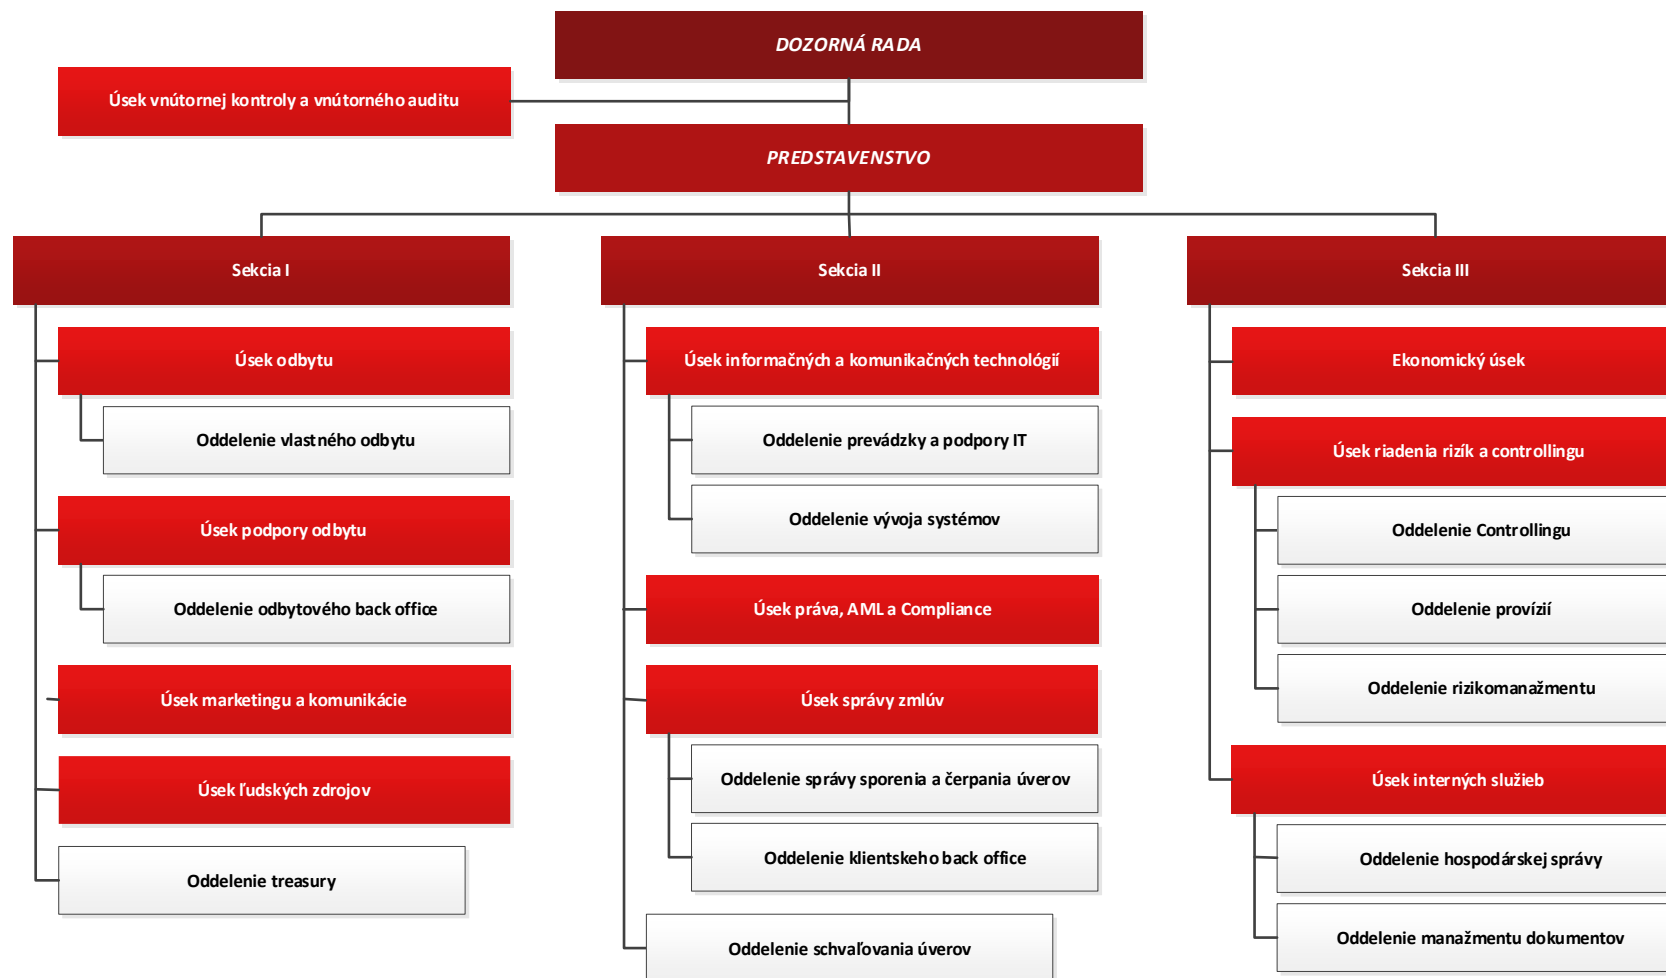 DOZORNÁ RADA
Úsek vnútornej kontroly a vnútorného auditu
PREDSTAVENSTVO
Sekcia I
Úsek odbytu
Oddelenie vlastného odbytu
Úsek podpory odbytu
Oddelenie odbytového back office
Úsek marketingu a komunikácie
Úsek ľudských zdrojov
Oddelenie treasury
Sekcia II
Úsek informačných a komunikačných technológií
Oddelenie prevádzky a podpory IT
Oddelenie vývoja systémov
Úsek práva, AML a Compliance
Úsek správy zmlúv
Oddelenie správy sporenia a čerpania úverov
Oddelenie klientskeho back office
Oddelenie schvaľovania úverov
Sekcia III
Ekonomický úsek
Úsek riadenia rizík a controllingu
Oddelenie Controllingu
Oddelenie provízií
Oddelenie rizikomanažmentu
Úsek interných služieb
Oddelenie hospodárskej správy
Oddelenie manažmentu dokumentov